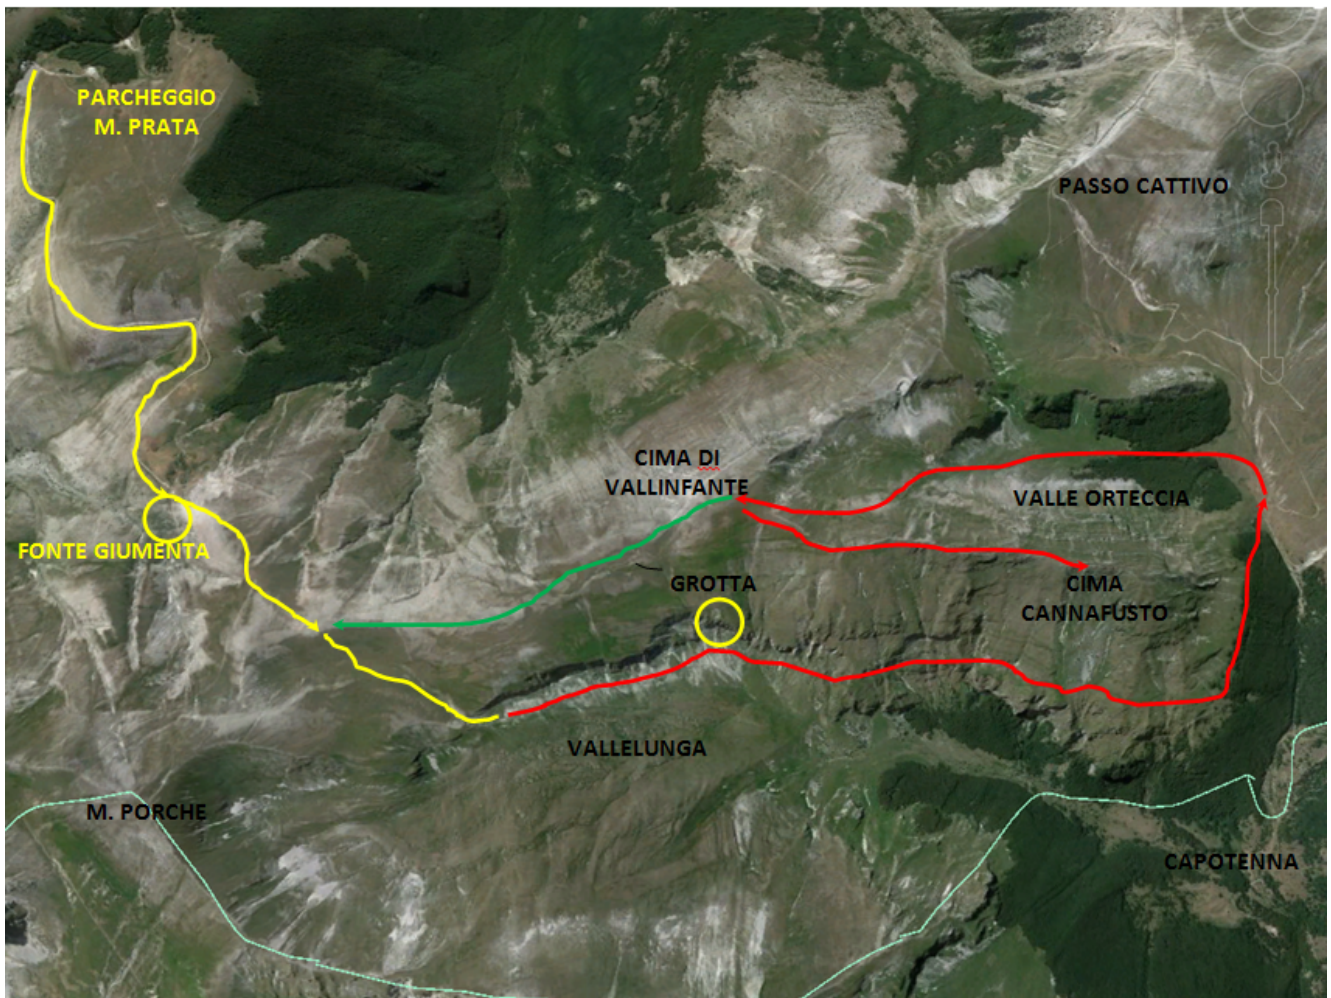 PARCHEGGIO
M. PRATA
PASSO CATTIVO
CIMA DI
VALLINFANTE
VALLE ORTECCIA
FONTE GIUMENTA
GROTTA
CIMA
CANNAFUSTO
VALLELUNGA
M. PORCHE
CAPOTENNA